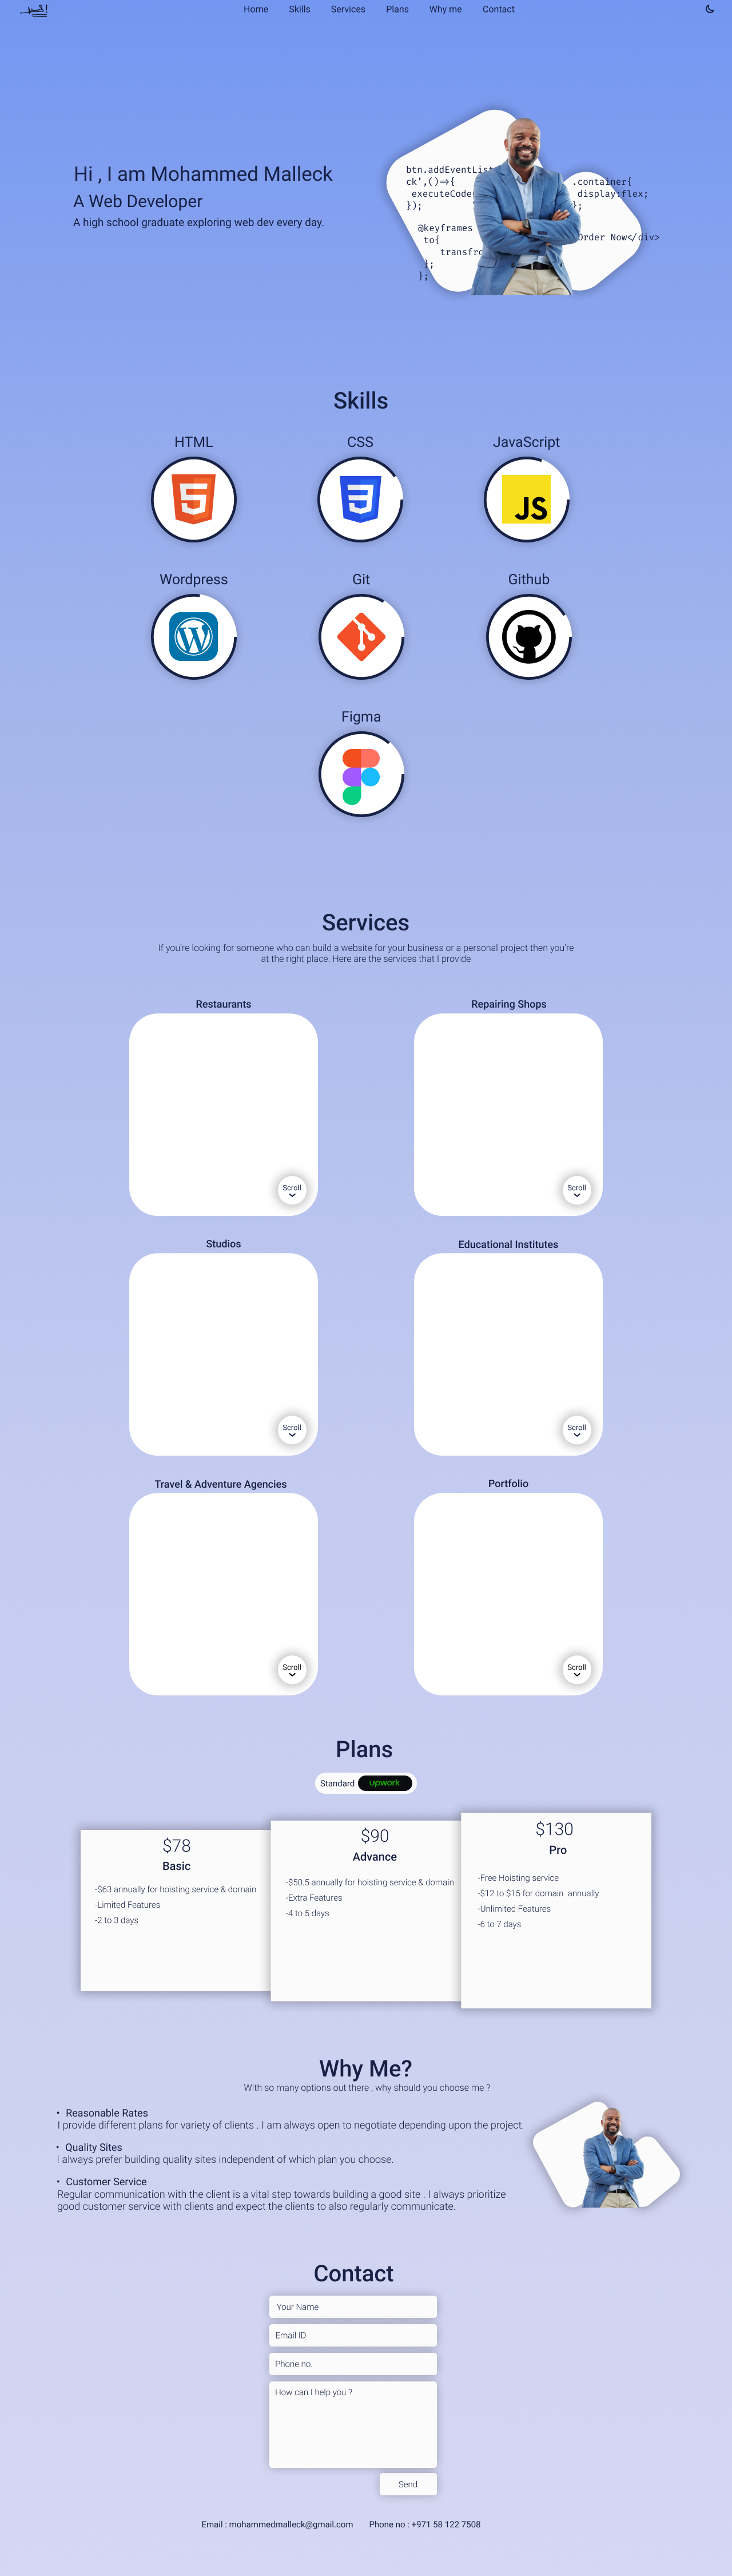 Home Skills Services Plans Why me Contact
Hi , I am Mohammed Malleck
A Web Developer
A high school graduate exploring web dev every day.
btn.addEventList
ck',()=>{
executeCode
});
@keyframes
to{
transfro
};
};
.container{
display:flex;
};
Order Now</div>
Skills
HTML CSS JavaScript
JS
Wordpress Git Github
Figma
Services
If you're looking for someone who can build a website for your business or a personal project then you're
at the right place. Here are the services that I provide
Restaurants Repairing Shops
Scroll Scroll
Studios Educational Institutes
Scroll Scroll
Travel & Adventure Agencies Portfolio
Scroll Scroll
Plans
Standard upwork
$78
Basic
-$63 annually for hoisting service & domain
-Limited Features
-2 to 3 days
$90
Advance
-$50.5 annually for hoisting service & domain
-Extra Features
-4 to 5 days
$130
Pro
-Free Hoisting service
-$12 to $15 for domain annually
-Unlimited Features
-6 to 7 days
Why Me?
With so many options out there , why should you choose me ?
• Reasonable Rates
I provide different plans for variety of clients . I am always open to negotiate depending upon the project.
• Quality Sites
I always prefer building quality sites independent of which plan you choose.
• Customer Service
Regular communication with the client is a vital step towards building a good site . I always prioritize
good customer service with clients and expect the clients to also regularly communicate.
Contact
Your Name
Email ID
Phone no.
How can I help you ?
Send
Email : mohammedmalleck@gmail.com Phone no : +971 58 122 7508